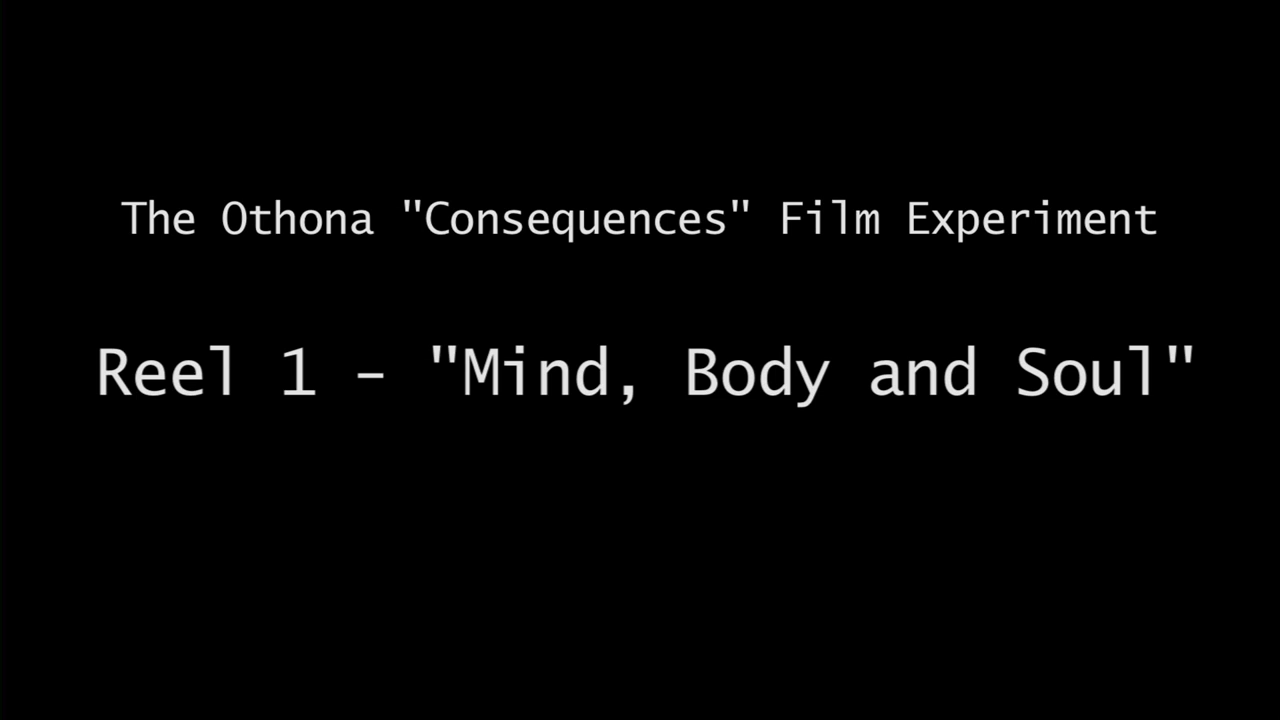 The Othona "Consequences" Film Experiment
Reel 1 - "Mind, Body and Soul"